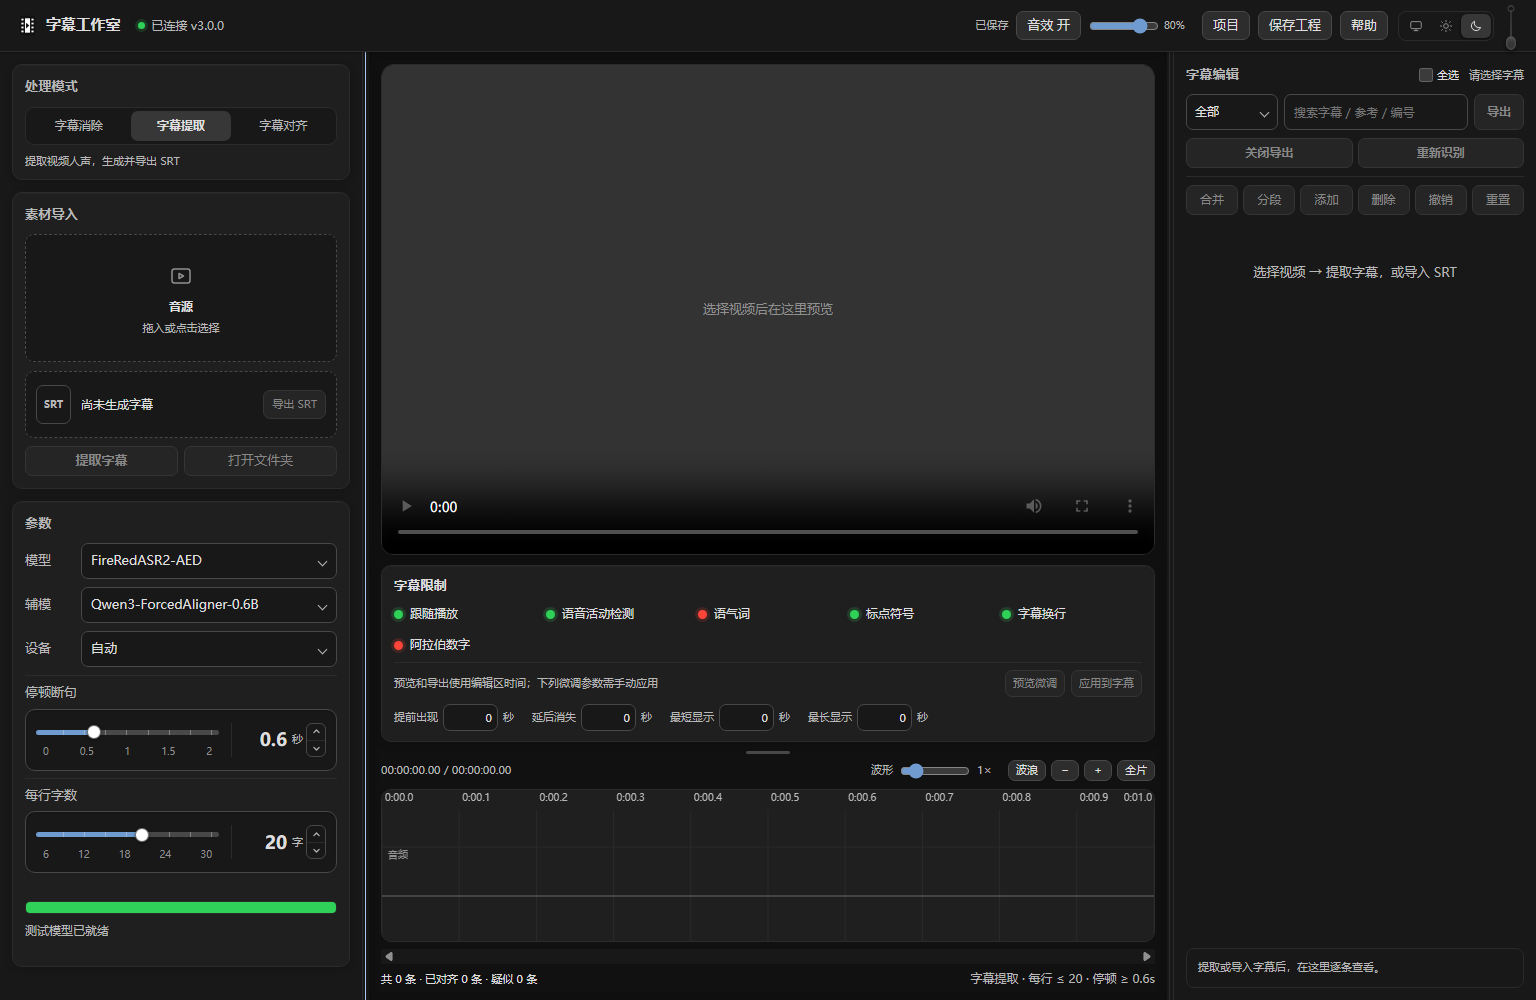 字幕工作室
已连接 v3.0.0
已保存
音效 开
80%
项目
保存工程
帮助
处理模式
字幕消除
字幕提取
字幕对齐
提取视频人声，生成并导出 SRT
素材导入
音源
拖入或点击选择
SRT
尚未生成字幕
导出 SRT
提取字幕
打开文件夹
参数
模型
FireRedASR2-AED
辅模
Qwen3-ForcedAligner-0.6B
设备
自动
停顿断句
0
0.5
1
1.5
2
0.6 秒
每行字数
6
12
18
24
30
20 字
测试模型已就绪
选择视频后在这里预览
0:00
字幕限制
跟随播放
语音活动检测
语气词
标点符号
字幕换行
阿拉伯数字
预览和导出使用编辑区时间；下列微调参数需手动应用
预览微调
应用到字幕
提前出现 0 秒
延后消失 0 秒
最短显示 0 秒
最长显示 0 秒
00:00:00.00 / 00:00:00.00
波形
1×
波浪
−
+
全片
0:00.0
0:00.1
0:00.2
0:00.3
0:00.4
0:00.5
0:00.6
0:00.7
0:00.8
0:00.9
0:01.0
音频
共 0 条 · 已对齐 0 条 · 疑似 0 条
字幕提取 · 每行 ≤ 20 · 停顿 ≥ 0.6s
字幕编辑
全选
请选择字幕
全部
搜索字幕 / 参考 / 编号
导出
关闭导出
重新识别
合并
分段
添加
删除
撤销
重置
选择视频 → 提取字幕，或导入 SRT
提取或导入字幕后，在这里逐条查看。